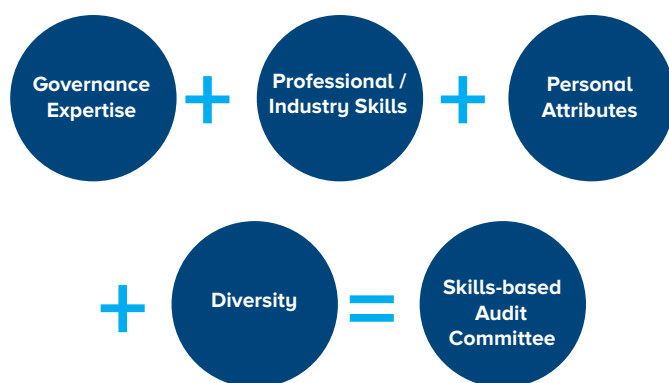 Governance
Expertise
+
Professional /
Industry Skills
+
Personal
Attributes
+
Diversity
=
Skills-based
Audit
Committee